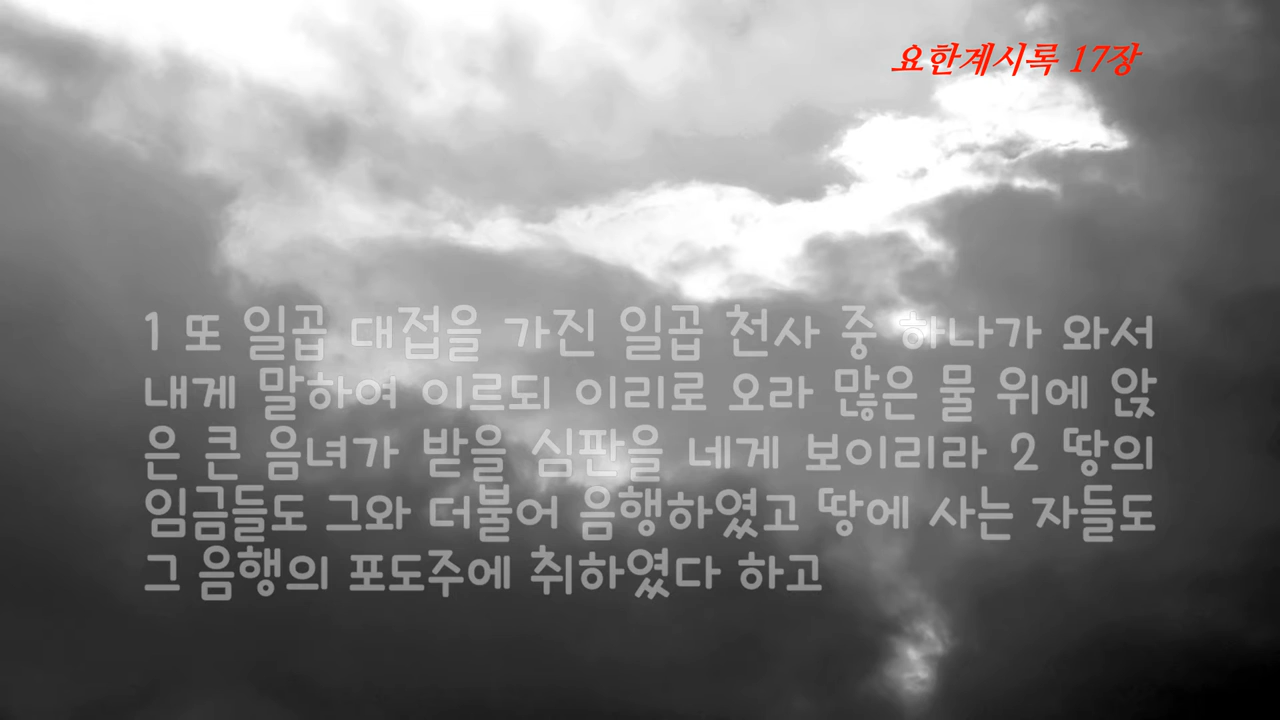 요한계시록 17장
1 또 일곱 대접을 가진 일곱 천사 중 하나가 와서
내게 말하여 이르되 이리로 오라 많은 물 위에 앉
은 큰 음녀가 받을 심판을 네게 보이리라 2 땅의
임금들도 그와 더불어 음행하였고 땅에 사는 자들도
그 음행의 포도주에 취하였다 하고